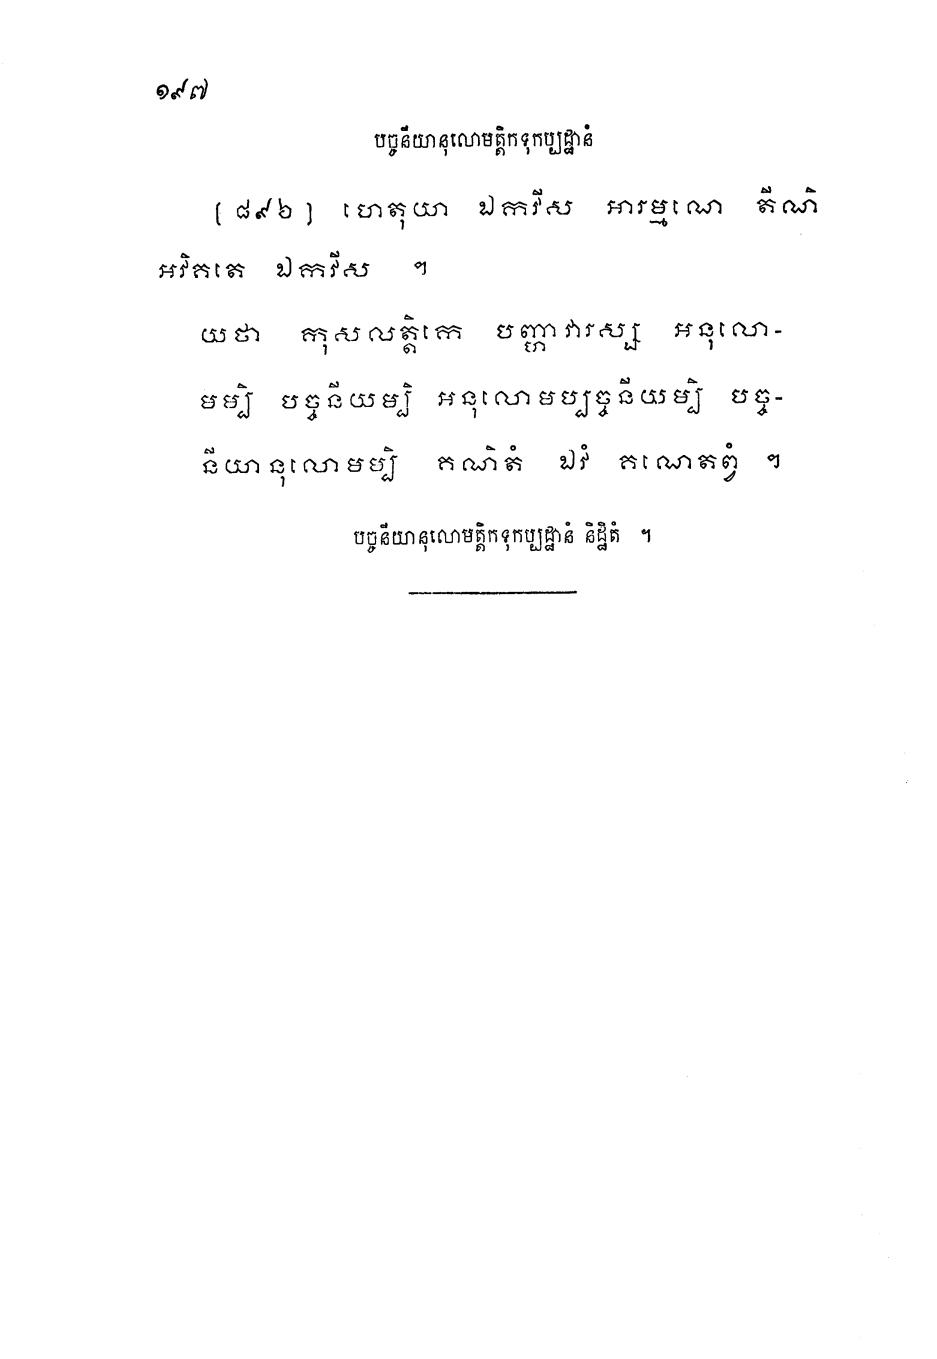 ១៩៧
បច្ចនីយានុលោមត្តិកទុកប្បដ្ឋានំ
[ ៨៩៦ ] ហេតុយា ឯកវីស អារម្មណេ តីណិ
អវិគតេ ឯកវីស ។
យថា កុសលត្តិកេ បញ្ហាវារស្ស អនុលោ-
មម្បិ បច្ចនីយម្បិ អនុលោមប្បច្ចនីយម្បិ បច្ច-
នីយានុលោមម្បិ គណិតំ ឯវំ គណេតព្វំ ។
បច្ចនីយានុលោមត្តិកទុកប្បដ្ឋានំ និដ្ឋិតំ ។